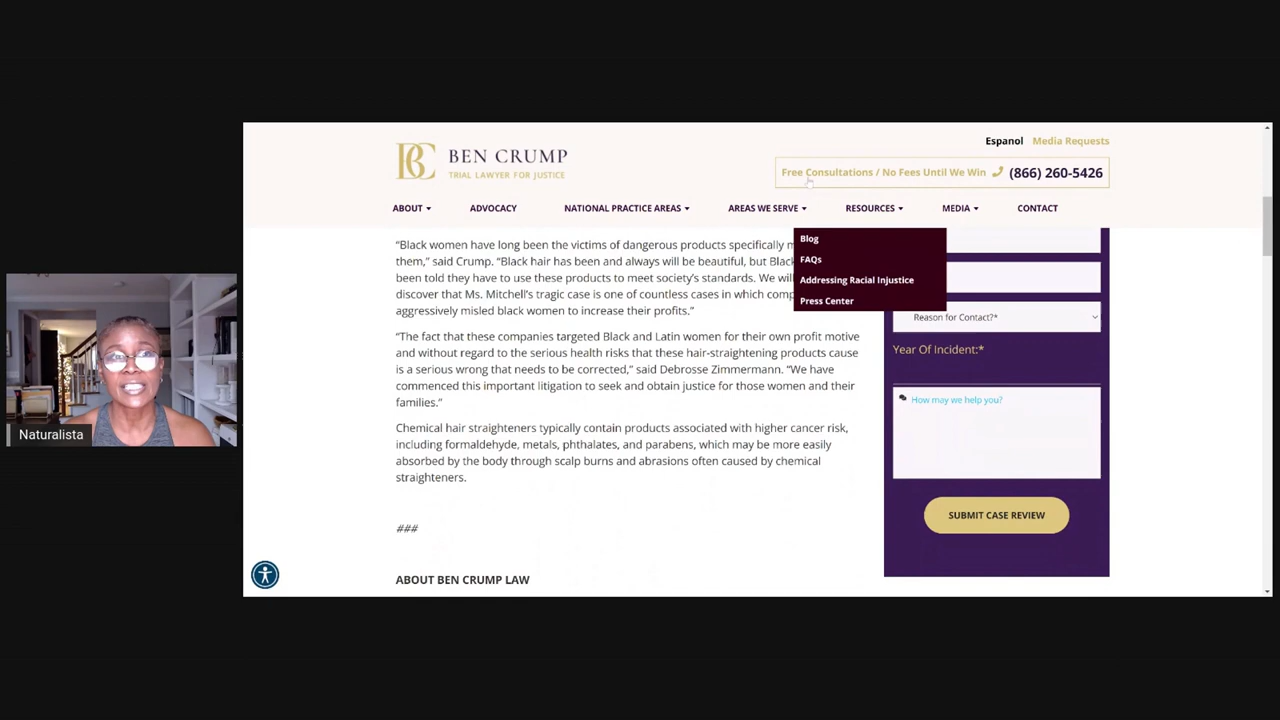 Espanol
Media Requests
BC
BEN CRUMP
TRIAL LAWYER FOR JUSTICE
Free Consultations / No Fees Until We Win
(866) 260-5426
ABOUT
ADVOCACY
NATIONAL PRACTICE AREAS
AREAS WE SERVE
RESOURCES
MEDIA
CONTACT
Blog
FAQs
Addressing Racial Injustice
Press Center
“Black women have long been the victims of dangerous products specifically
them,” said Crump. “Black hair has been and always will be beautiful, but
been told they have to use these products to meet society’s standards. We
discover that Ms. Mitchell’s tragic case is one of countless cases in which
aggressively misled black women to increase their profits.”
“The fact that these companies targeted Black and Latin women for their own profit motive
and without regard to the serious health risks that these hair-straightening products cause
is a serious wrong that needs to be corrected,” said Debrosse Zimmermann. “We have
commenced this important litigation to seek and obtain justice for those women and their
families.”
Chemical hair straighteners typically contain products associated with higher cancer risk,
including formaldehyde, metals, phthalates, and parabens, which may be more easily
absorbed by the body through scalp burns and abrasions often caused by chemical
straighteners.
###
ABOUT BEN CRUMP LAW
Reason for Contact?*
Year Of Incident:*
How may we help you?
SUBMIT CASE REVIEW
Naturalista